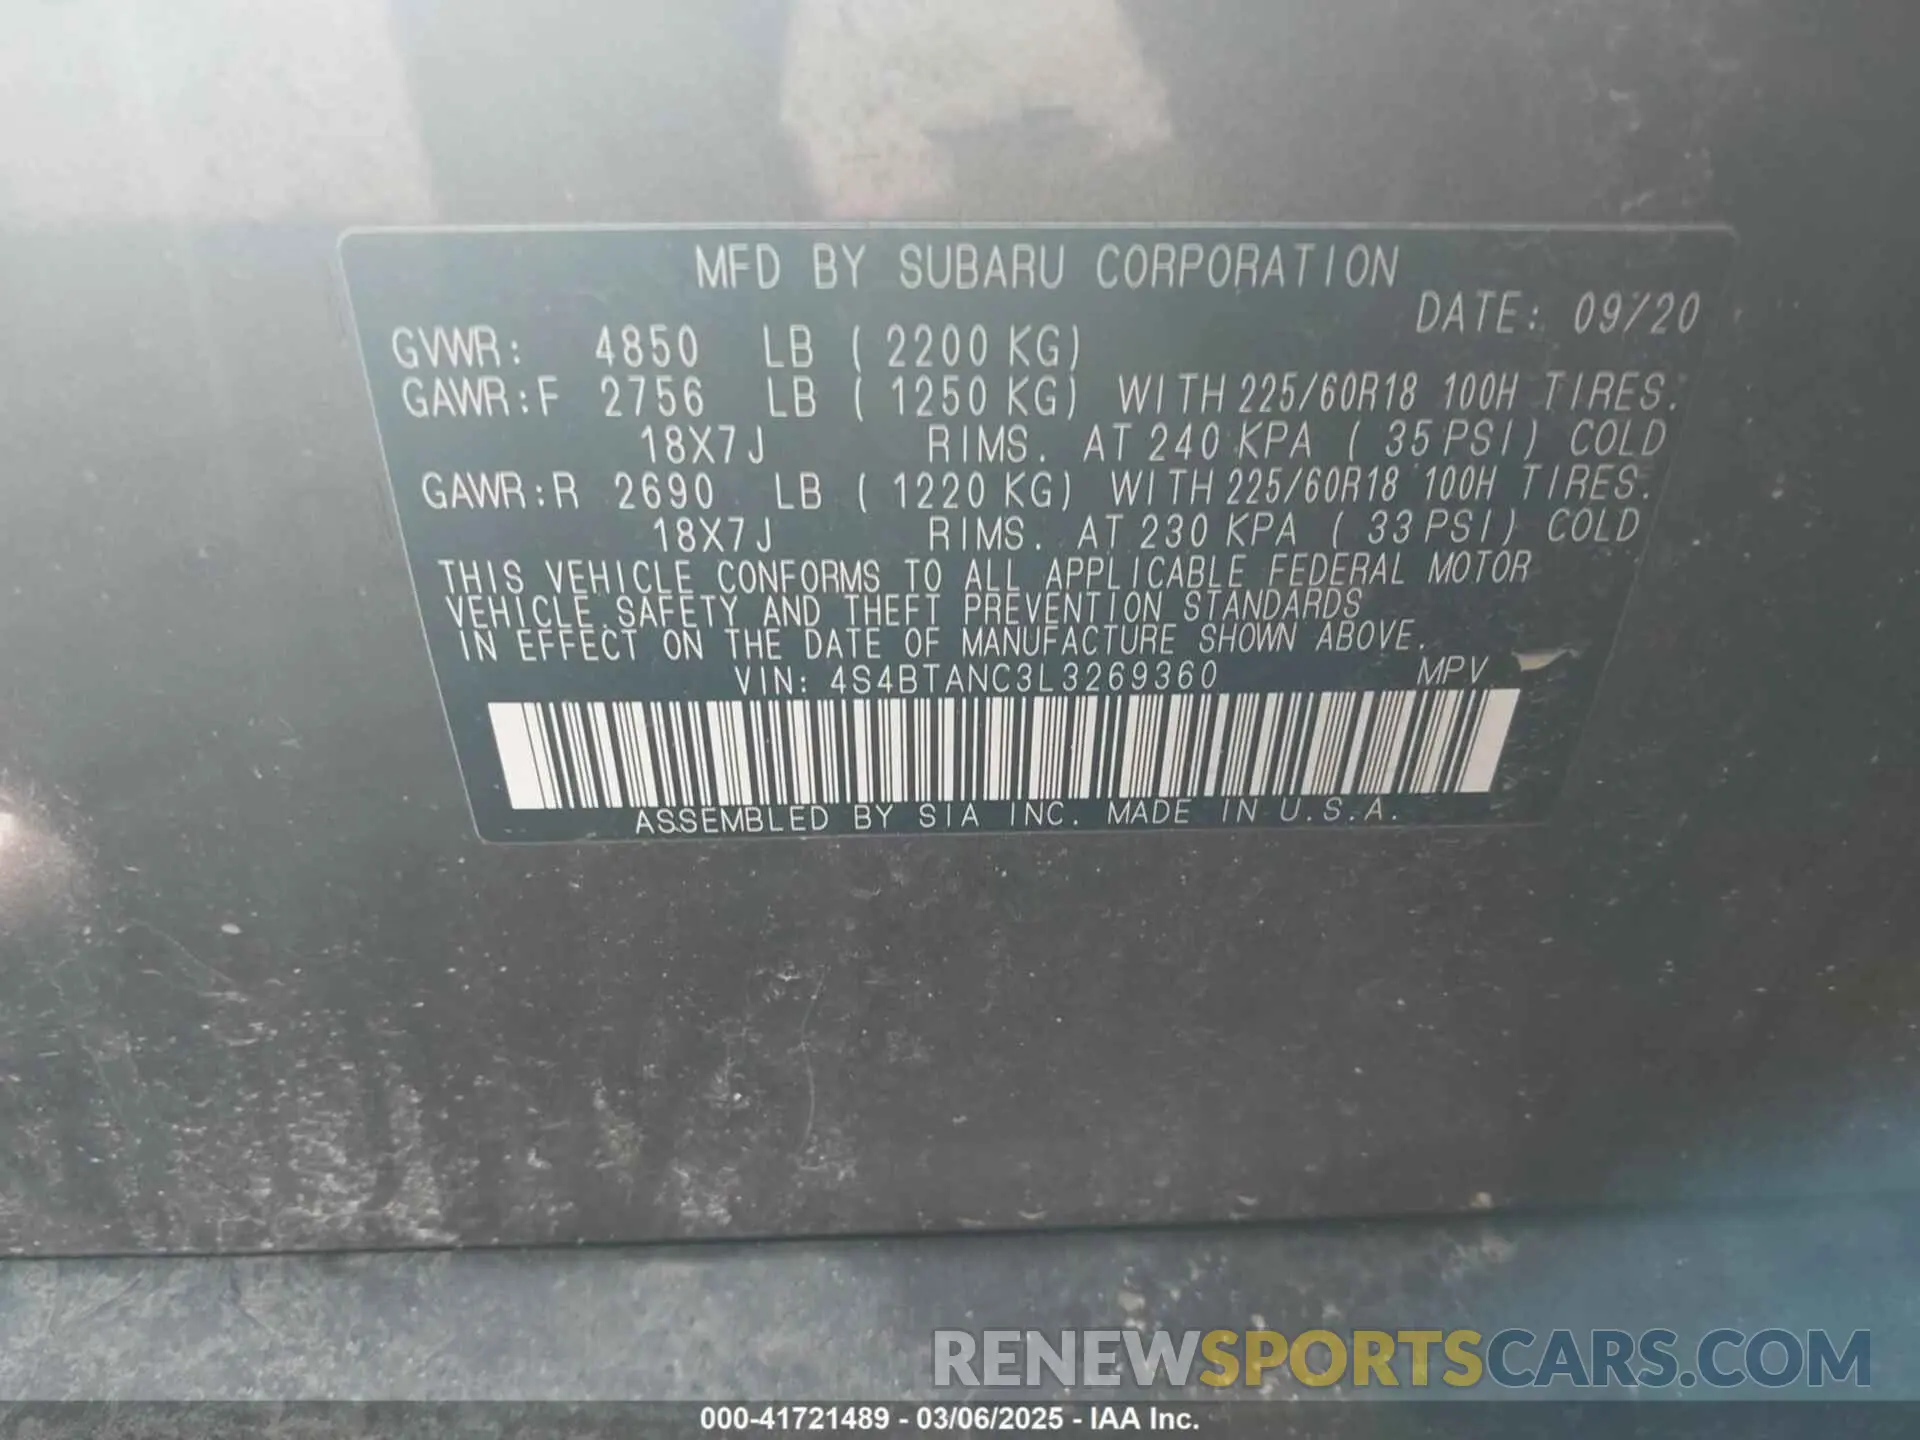 MFD BY SUBARU CORPORATION
DATE: 09/20
GVWR: 4850 LB ( 2200 KG)
GAWR:F 2756 LB ( 1250 KG) WITH 225/60R18 100H TIRES.
18X7J RIMS. AT 240 KPA ( 35 PSI) COLD
GAWR:R 2690 LB ( 1220 KG) WITH 225/60R18 100H TIRES.
18X7J RIMS. AT 230 KPA ( 33 PSI) COLD
THIS VEHICLE CONFORMS TO ALL APPLICABLE FEDERAL MOTOR
VEHICLE SAFETY AND THEFT PREVENTION STANDARDS
IN EFFECT ON THE DATE OF MANUFACTURE SHOWN ABOVE.
VIN: 4S4BTANC3L3269360 MPV
ASSEMBLED BY SIA INC. MADE IN U.S.A.
RENEWSPORTSCARS.COM
000-41721489 - 03/06/2025 - IAA Inc.